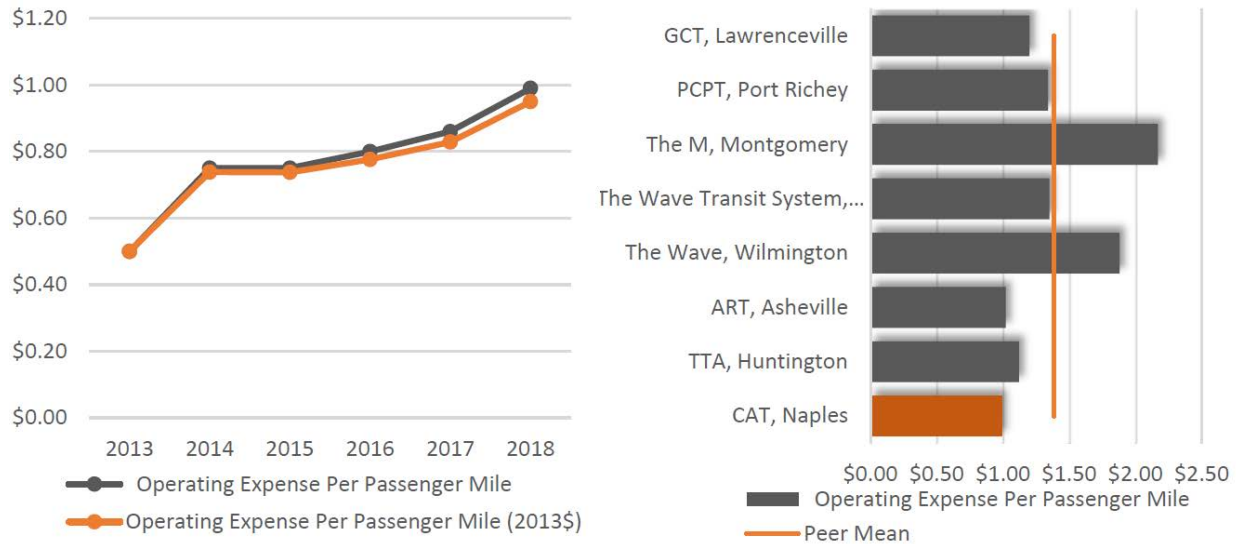 $1.20
$1.00
$0.80
$0.60
$0.40
$0.20
$0.00
2013 2014 2015 2016 2017 2018
Operating Expense Per Passenger Mile
Operating Expense Per Passenger Mile (2013$)
GCT, Lawrenceville
PCPT, Port Richey
The M, Montgomery
The Wave Transit System,...
The Wave, Wilmington
ART, Asheville
TTA, Huntington
CAT, Naples
$0.00 $0.50 $1.00 $1.50 $2.00 $2.50
Operating Expense Per Passenger Mile
Peer Mean